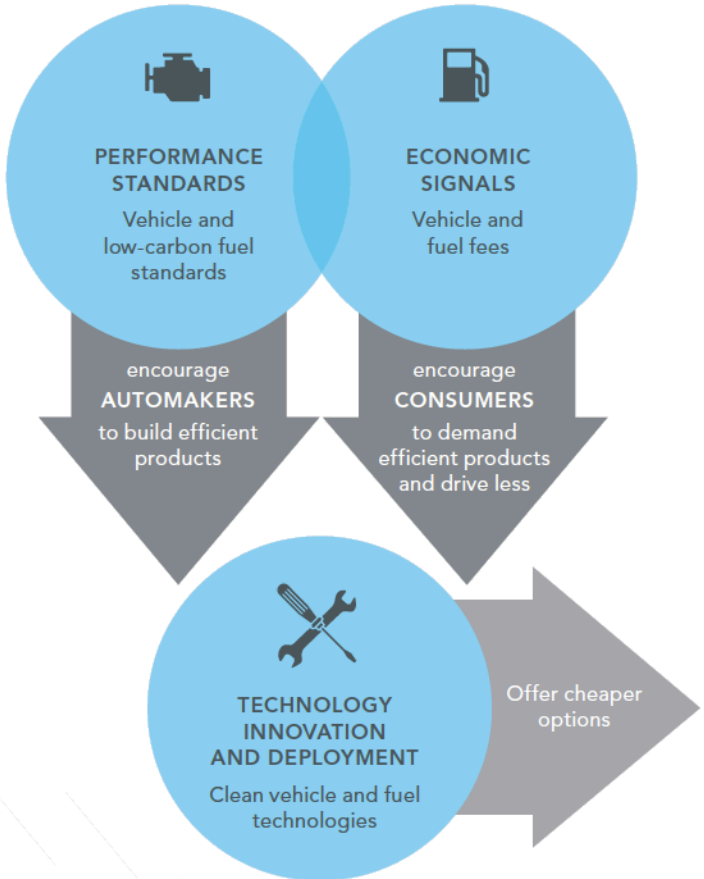 PERFORMANCE
STANDARDS
Vehicle and
low-carbon fuel
standards
ECONOMIC
SIGNALS
Vehicle and
fuel fees
encourage
AUTOMAKERS
to build efficient
products
encourage
CONSUMERS
to demand
efficient products
and drive less
TECHNOLOGY
INNOVATION
AND DEPLOYMENT
Clean vehicle and fuel
technologies
Offer cheaper
options